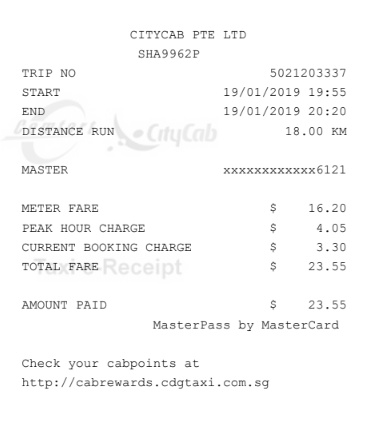 CITYCAB PTE LTD
SHA9962P
TRIP NO 5021203337
START 19/01/2019 19:55
END 19/01/2019 20:20
DISTANCE RUN 18.00 KM
CityCab
MASTER xxxxxxxxxxxx6121
METER FARE $ 16.20
PEAK HOUR CHARGE $ 4.05
CURRENT BOOKING CHARGE $ 3.30
TOTAL FARE $ 23.55
Taxi e-Receipt
AMOUNT PAID $ 23.55
MasterPass by MasterCard
Check your cabpoints at
http://cabrewards.cdgtaxi.com.sg